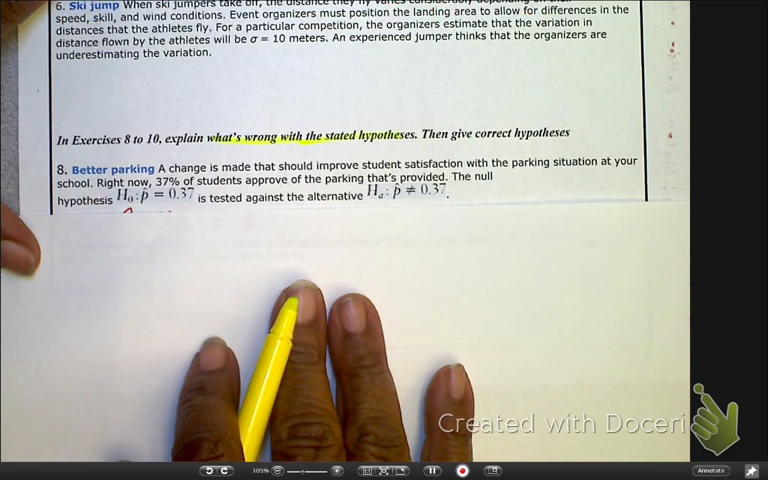 6. Ski jump When ski jumpers take off, the distance they fly varies considerably depending on their
speed, skill, and wind conditions. Event organizers must position the landing area to allow for differences in the
distances that the athletes fly. For a particular competition, the organizers estimate that the variation in
distance flown by the athletes will be σ = 10 meters. An experienced jumper thinks that the organizers are
underestimating the variation.
In Exercises 8 to 10, explain what's wrong with the stated hypotheses. Then give correct hypotheses
8. Better parking A change is made that should improve student satisfaction with the parking situation at your
school. Right now, 37% of students approve of the parking that's provided. The null
hypothesis H₀: p̂ = 0.37 is tested against the alternative Hₐ: p̂ ≠ 0.37.
Created with Doceri
105%
Annotate